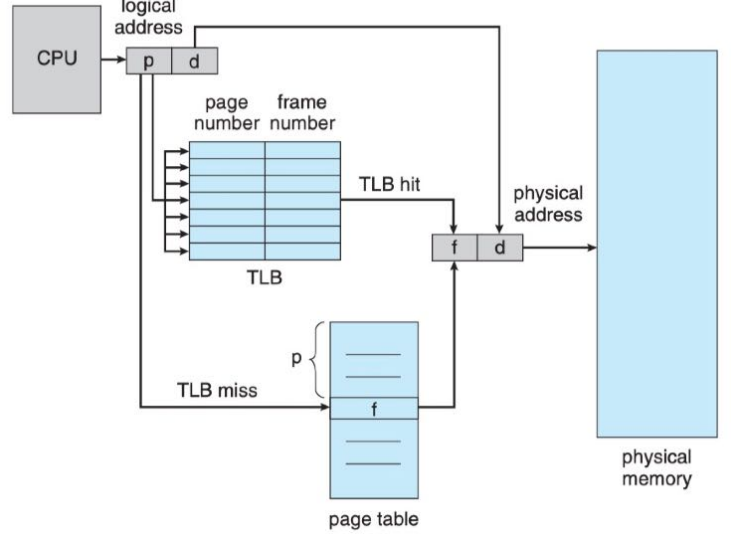 logical
address
CPU
p d
page frame
number number
TLB hit
physical
address
f d
TLB
p
TLB miss
f
physical
memory
page table